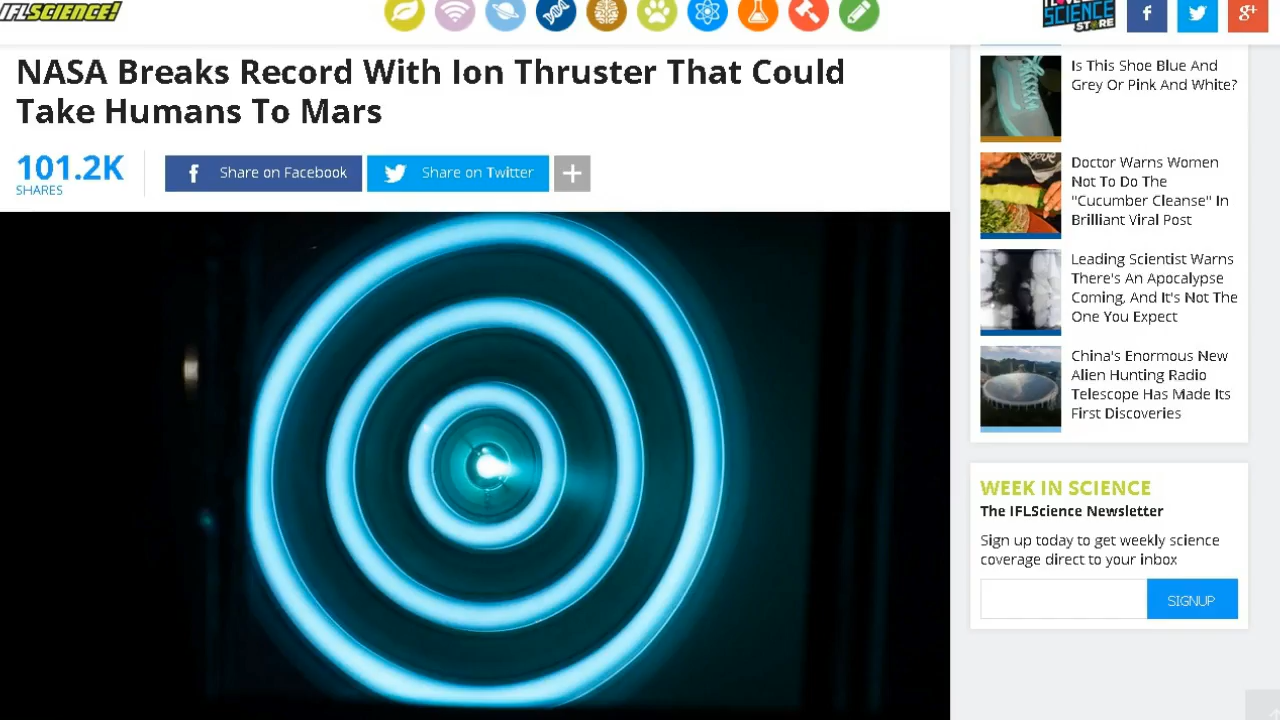 IFLSCIENCE!
I LOVE
SCIENCE
STORE
f
g+
NASA Breaks Record With Ion Thruster That Could
Take Humans To Mars
101.2K
SHARES
f Share on Facebook
Share on Twitter
+
Is This Shoe Blue And
Grey Or Pink And White?
Doctor Warns Women
Not To Do The
"Cucumber Cleanse" In
Brilliant Viral Post
Leading Scientist Warns
There's An Apocalypse
Coming, And It's Not The
One You Expect
China's Enormous New
Alien Hunting Radio
Telescope Has Made Its
First Discoveries
WEEK IN SCIENCE
The IFLScience Newsletter
Sign up today to get weekly science
coverage direct to your inbox
SIGNUP